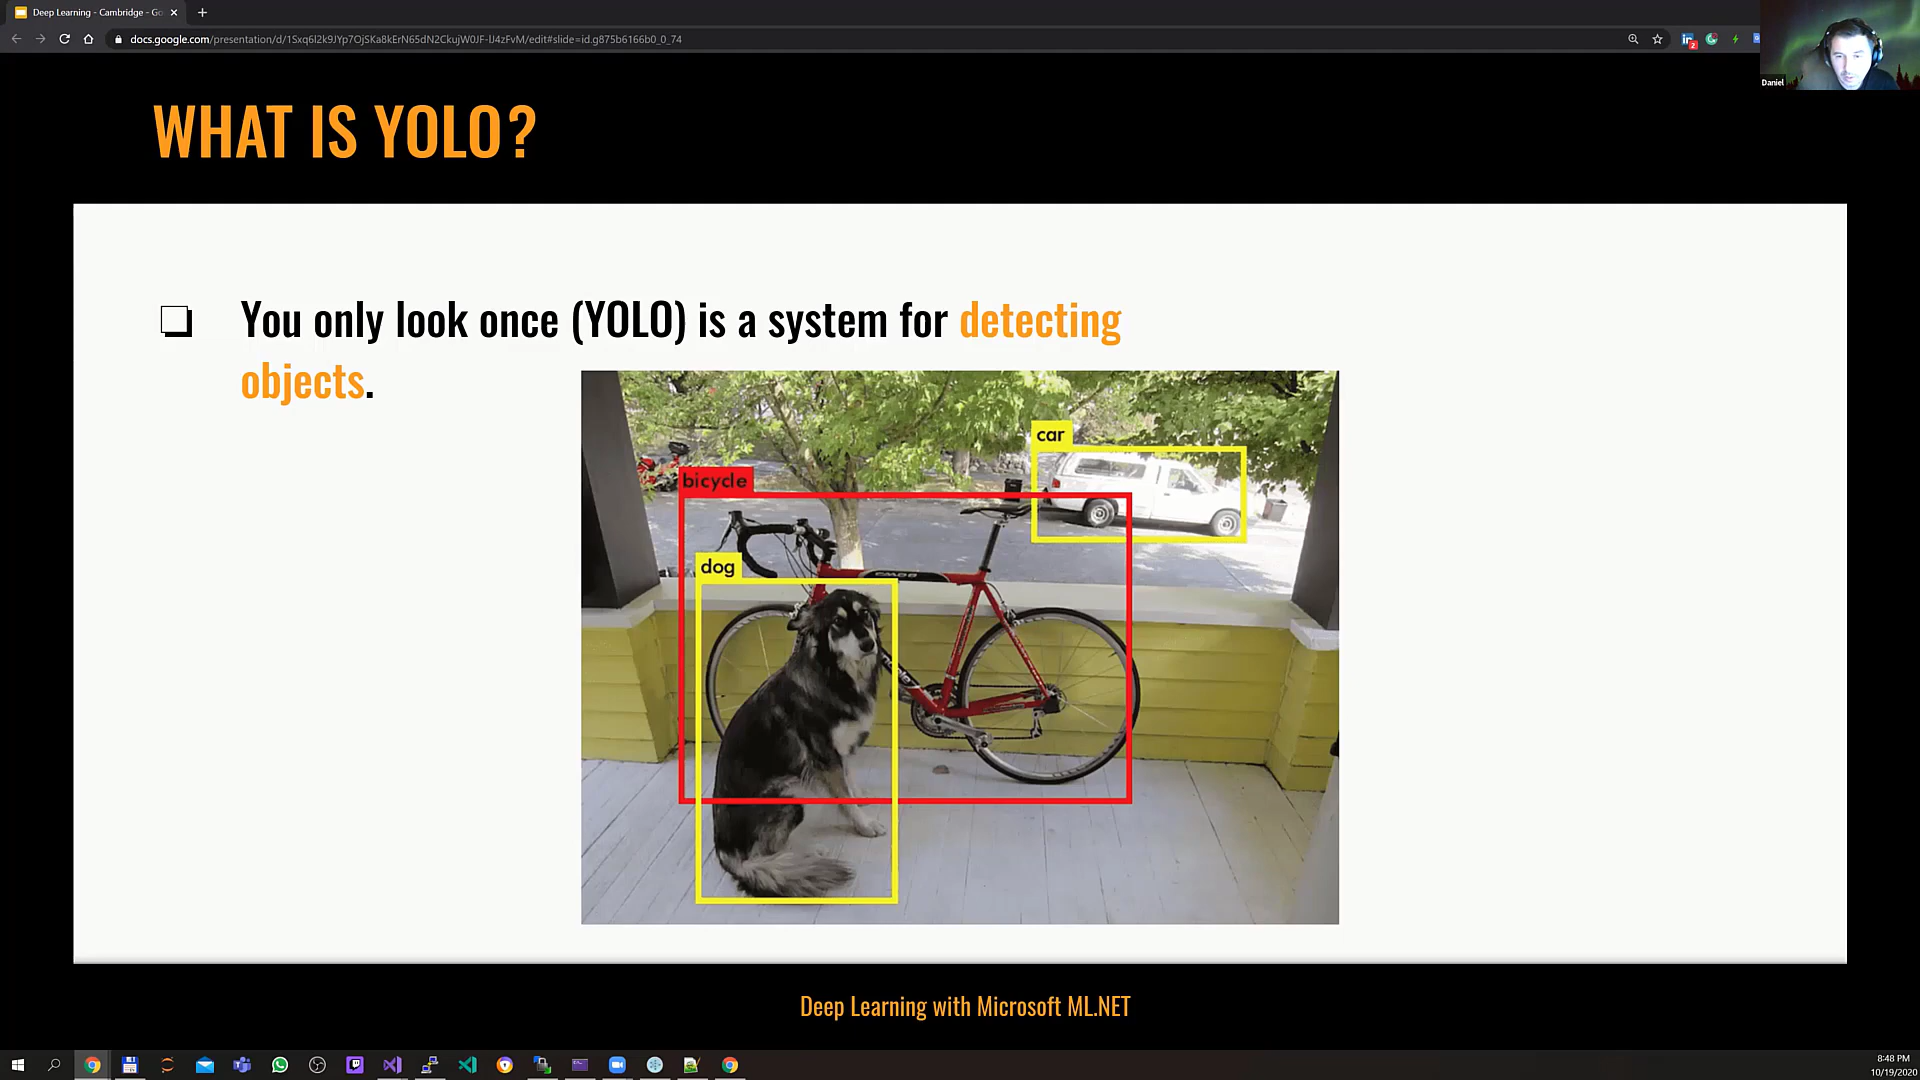 Deep Learning - Cambridge - Go
docs.google.com/presentation/d/1Sxq6l2k9JYp7OjSKa8kErN65dN2CkujW0JF-lJ4zFvM/edit#slide=id.g875b6166b0_0_74
2
Daniel
WHAT IS YOLO?
You only look once (YOLO) is a system for detecting
objects.
car
bicycle
dog
Deep Learning with Microsoft ML.NET
8:48 PM
10/19/2020